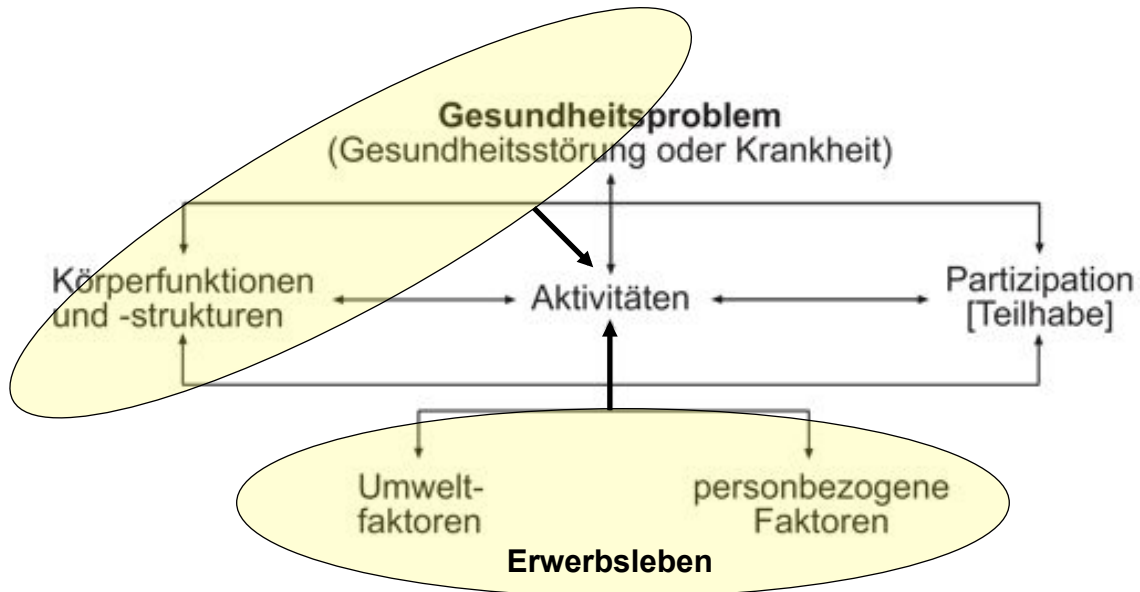 Gesundheitsproblem
(Gesundheitsstörung oder Krankheit)
Körperfunktionen
und -strukturen
Aktivitäten
Partizipation
[Teilhabe]
Umwelt-
faktoren
personbezogene
Faktoren
Erwerbsleben